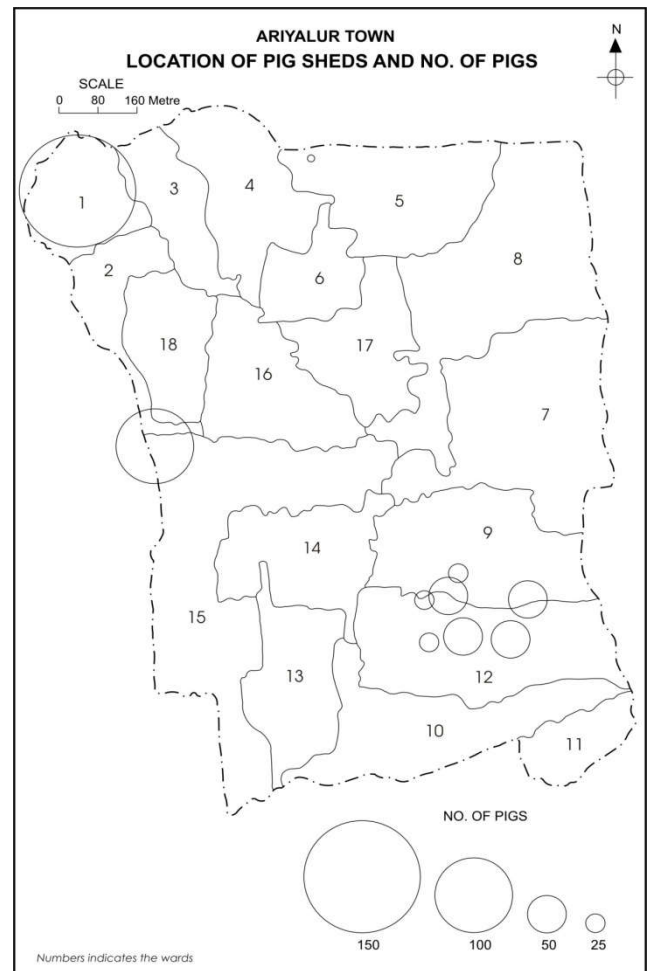 ARIYALUR TOWN
LOCATION OF PIG SHEDS AND NO. OF PIGS
N
SCALE
0 80 160 Metre
1
3
4
5
2
6
8
18
16
17
7
9
14
15
13
12
10
11
NO. OF PIGS
150 100 50 25
Numbers indicates the wards